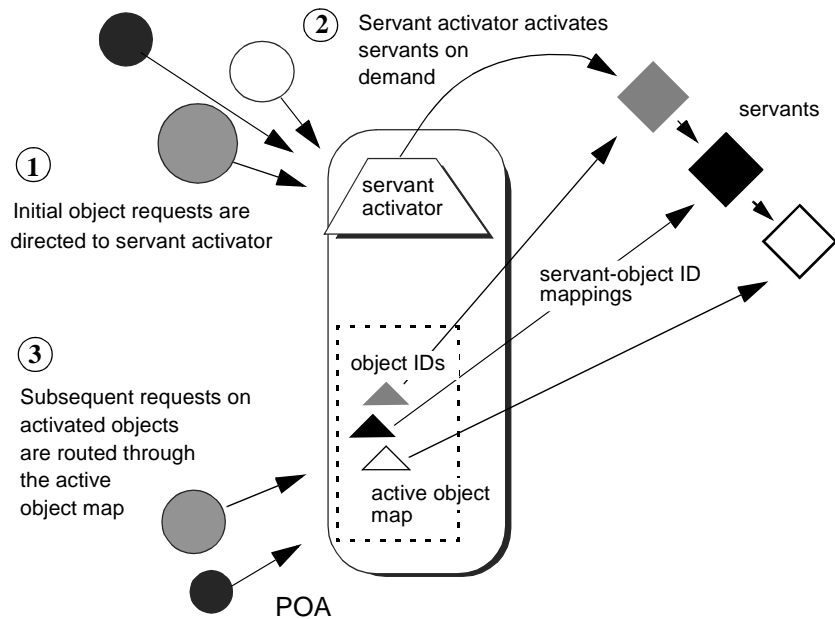 1
Initial object requests are
directed to servant activator
2
Servant activator activates
servants on
demand
servants
servant
activator
servant-object ID
mappings
3
Subsequent requests on
activated objects
are routed through
the active
object map
object IDs
active object
map
POA